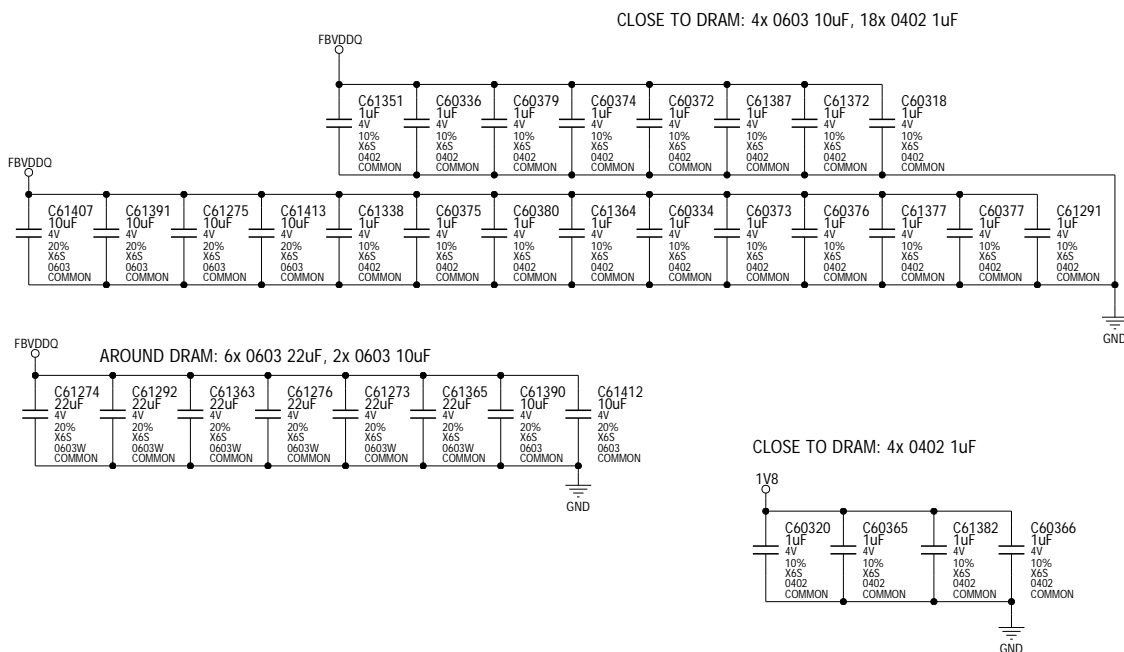 CLOSE TO DRAM: 4x 0603 10uF, 18x 0402 1uF
FBVDDQ
C61351 C60336 C60379 C60374 C60372 C61387 C61372 C60318
1uF 1uF 1uF 1uF 1uF 1uF 1uF 1uF
4V 4V 4V 4V 4V 4V 4V 4V
10% 10% 10% 10% 10% 10% 10% 10%
X6S X6S X6S X6S X6S X6S X6S X6S
0402 0402 0402 0402 0402 0402 0402 0402
COMMON COMMON COMMON COMMON COMMON COMMON COMMON COMMON
FBVDDQ
C61407 C61391 C61275 C61413 C61338 C60375 C60380 C61364 C60334 C60373 C60376 C61377 C60377 C61291
10uF 10uF 10uF 10uF 1uF 1uF 1uF 1uF 1uF 1uF 1uF 1uF 1uF 1uF
4V 4V 4V 4V 4V 4V 4V 4V 4V 4V 4V 4V 4V 4V
20% 20% 20% 20% 10% 10% 10% 10% 10% 10% 10% 10% 10% 10%
X6S X6S X6S X6S X6S X6S X6S X6S X6S X6S X6S X6S X6S X6S
0603 0603 0603 0603 0402 0402 0402 0402 0402 0402 0402 0402 0402 0402
COMMON COMMON COMMON COMMON COMMON COMMON COMMON COMMON COMMON COMMON COMMON COMMON COMMON COMMON
GND
FBVDDQ
AROUND DRAM: 6x 0603 22uF, 2x 0603 10uF
C61274 C61292 C61363 C61276 C61273 C61365 C61390 C61412
22uF 22uF 22uF 22uF 22uF 22uF 10uF 10uF
4V 4V 4V 4V 4V 4V 4V 4V
20% 20% 20% 20% 20% 20% 20% 20%
X6S X6S X6S X6S X6S X6S X6S X6S
0603W 0603W 0603W 0603W 0603W 0603W 0603 0603
COMMON COMMON COMMON COMMON COMMON COMMON COMMON COMMON
GND
CLOSE TO DRAM: 4x 0402 1uF
1V8
C60320 C60365 C61382 C60366
1uF 1uF 1uF 1uF
4V 4V 4V 4V
10% 10% 10% 10%
X6S X6S X6S X6S
0402 0402 0402 0402
COMMON COMMON COMMON COMMON
GND